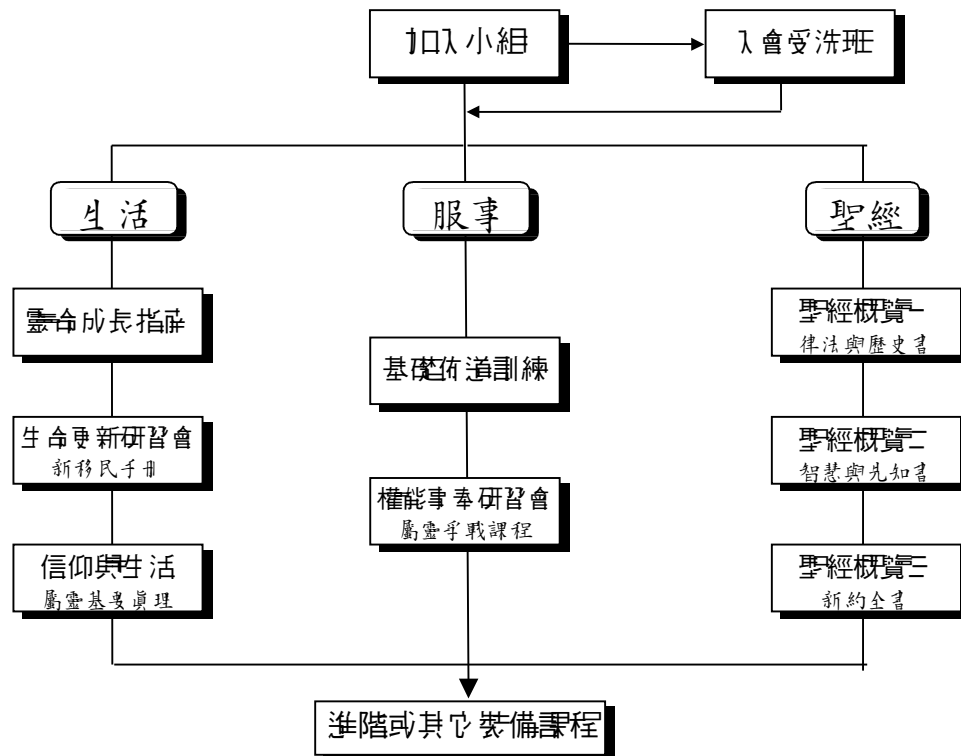 加入小組
入會受洗班
生活
服事
聖經
靈命成長指南
生命更新研習會
新移民手冊
信仰與生活
屬靈基要真理
基礎佈道訓練
權能事奉研習會
屬靈爭戰課程
聖經概覽一
律法與歷史書
聖經概覽二
智慧與先知書
聖經概覽三
新約全書
進階或其它裝備課程